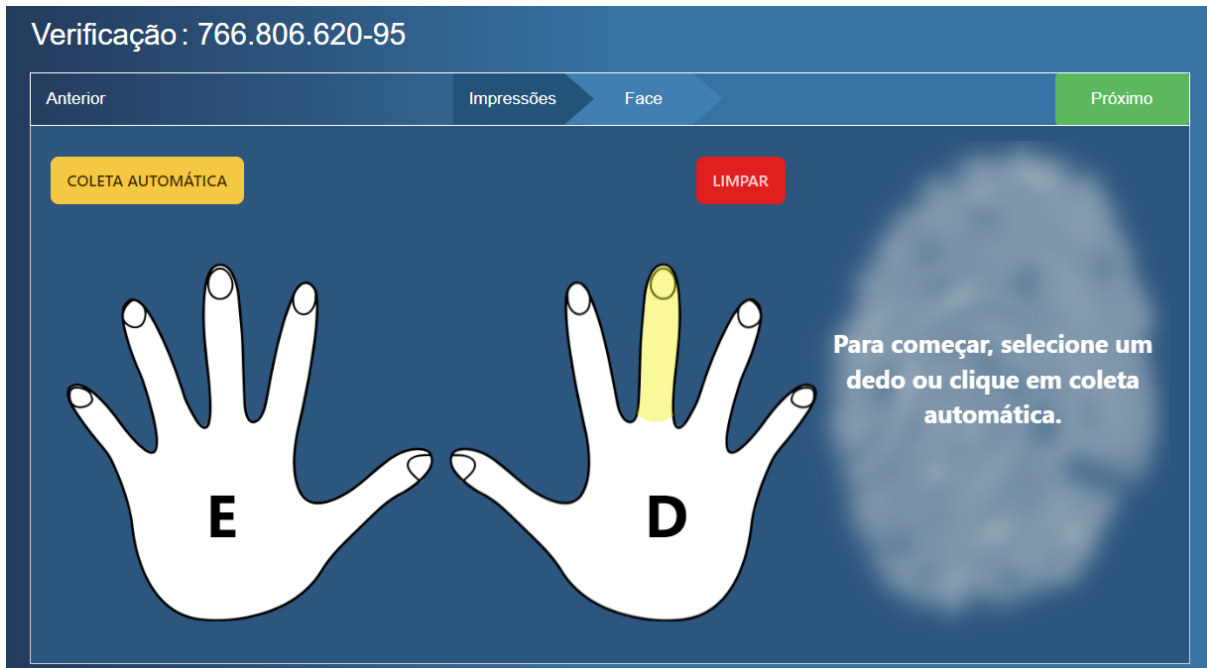 Verificação : 766.806.620-95
Anterior
Impressões
Face
Próximo
COLETA AUTOMÁTICA
LIMPAR
E
D
Para começar, selecione um
dedo ou clique em coleta
automática.